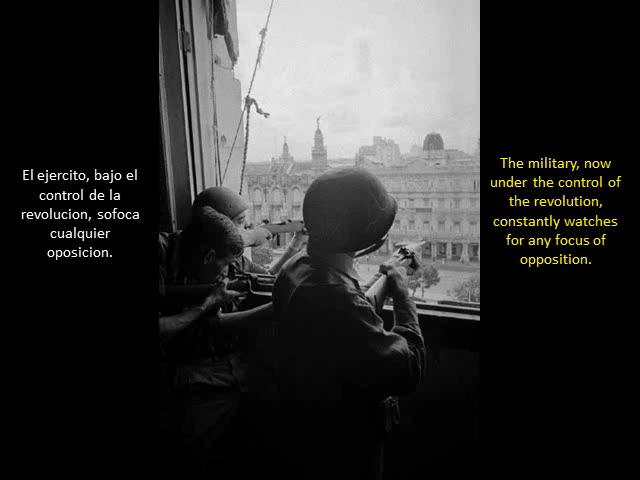 El ejercito, bajo el
control de la
revolucion, sofoca
cualquier
oposicion.
The military, now
under the control of
the revolution,
constantly watches
for any focus of
opposition.